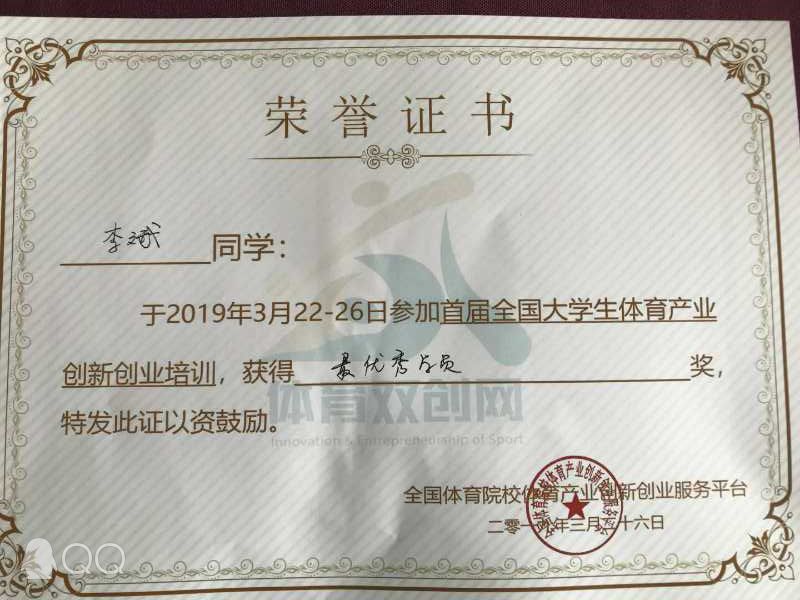 荣誉证书
李斌 同学:
于2019年3月22-26日参加首届全国大学生体育产业
创新创业培训,获得 最优秀学员 奖,
特发此证以资鼓励。
体育双创网
Innovation & Entrepreneurship of Sport
全国体育院校体育产业创新创业服务平台
二零一九年三月二十六日
QQ